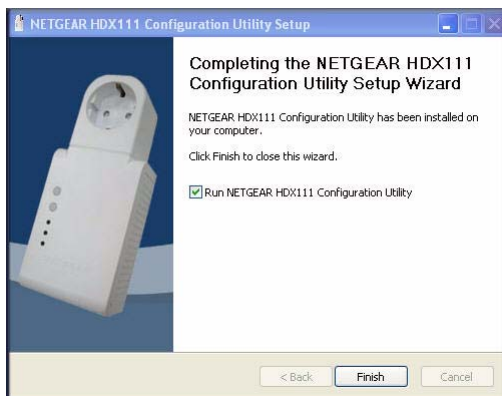 NETGEAR HDX111 Configuration Utility Setup
Completing the NETGEAR HDX111
Configuration Utility Setup Wizard
NETGEAR HDX111 Configuration Utility has been installed on
your computer.
Click Finish to close this wizard.
Run NETGEAR HDX111 Configuration Utility
< Back
Finish
Cancel